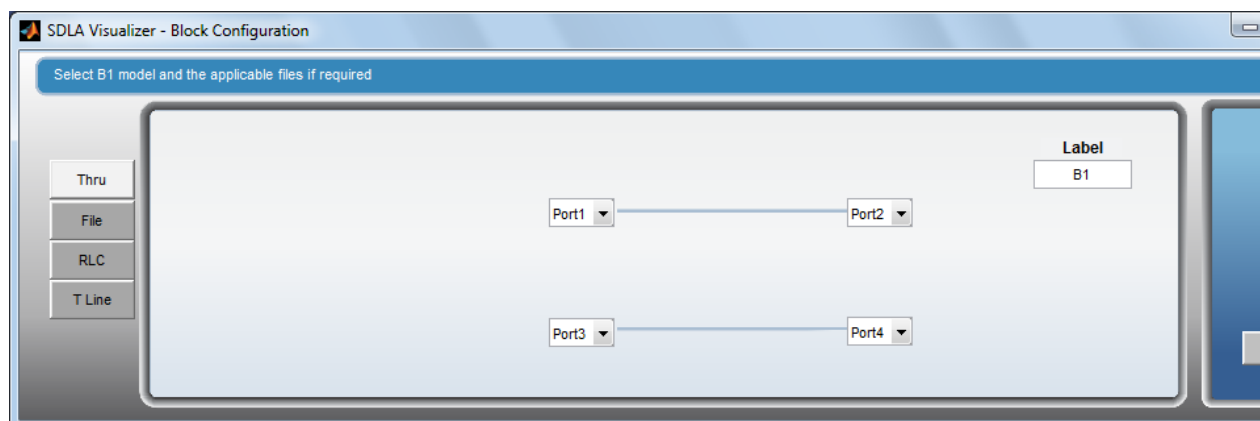 SDLA Visualizer - Block Configuration
Select B1 model and the applicable files if required
Label
B1
Thru
File
RLC
T Line
Port1
Port2
Port3
Port4